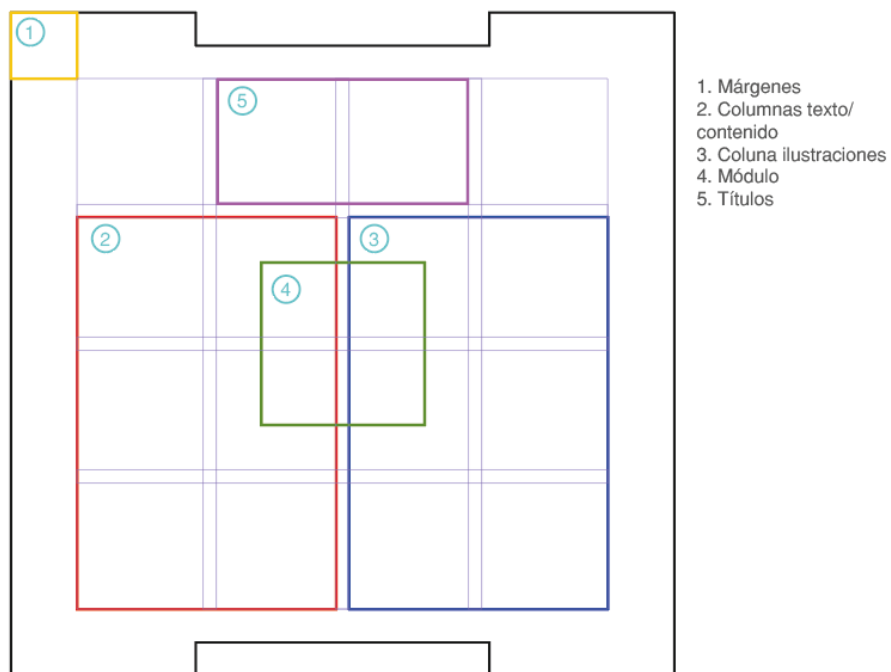 1
5
2
3
4
1. Márgenes
2. Columnas texto/
contenido
3. Coluna ilustraciones
4. Módulo
5. Títulos